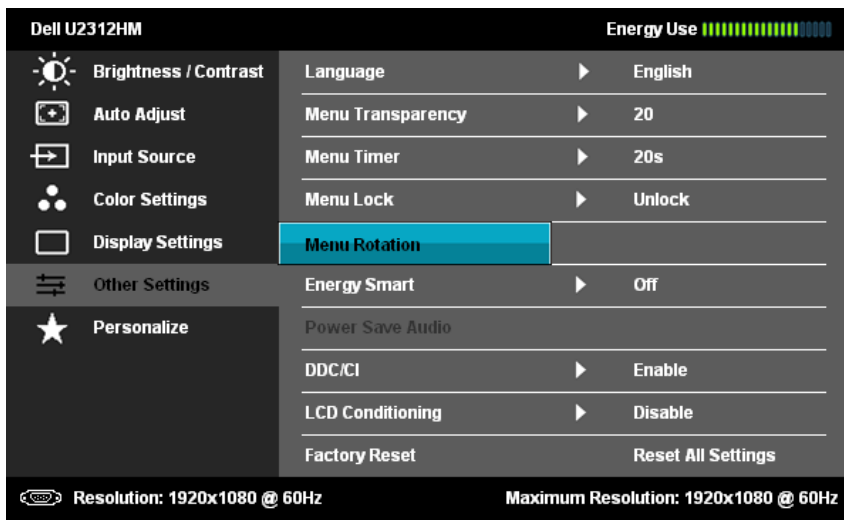 Dell U2312HM Energy Use
Brightness / Contrast Language English
Auto Adjust Menu Transparency 20
Input Source Menu Timer 20s
Color Settings Menu Lock Unlock
Display Settings Menu Rotation
Other Settings Energy Smart Off
Personalize Power Save Audio
DDC/CI Enable
LCD Conditioning Disable
Factory Reset Reset All Settings
Resolution: 1920x1080 @ 60Hz Maximum Resolution: 1920x1080 @ 60Hz